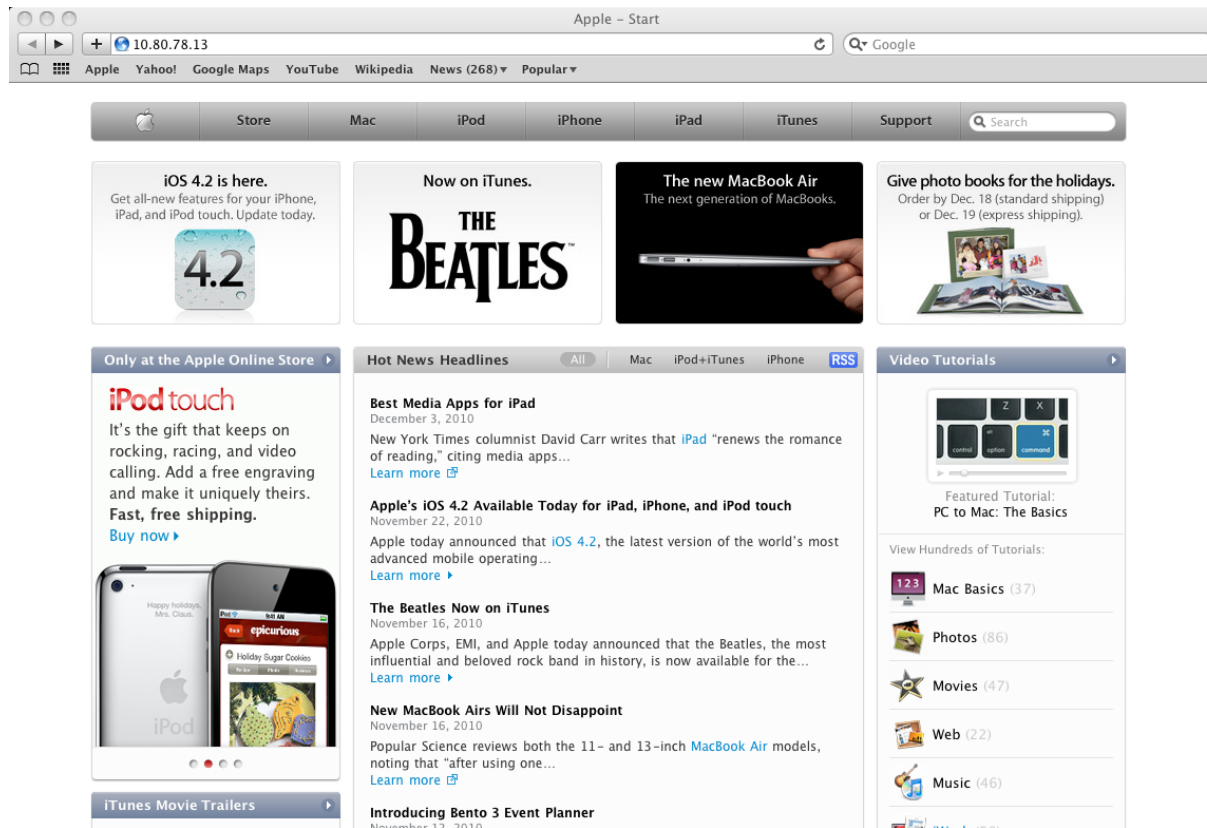 Apple – Start
10.80.78.13
Google
Apple Yahoo! Google Maps YouTube Wikipedia News (268) Popular
Store Mac iPod iPhone iPad iTunes Support Search
iOS 4.2 is here.
Get all-new features for your iPhone,
iPad, and iPod touch. Update today.
4.2
Now on iTunes.
THE
BEATLES™
The new MacBook Air
The next generation of MacBooks.
Give photo books for the holidays.
Order by Dec. 18 (standard shipping)
or Dec. 19 (express shipping).
Only at the Apple Online Store
iPod touch
It's the gift that keeps on
rocking, racing, and video
calling. Add a free engraving
and make it uniquely theirs.
Fast, free shipping.
Buy now
Happy holidays,
Mrs. Claus.
iPod
iPod 9:41 AM
Back epicurious
Holiday Sugar Cookies
iTunes Movie Trailers
Hot News Headlines All Mac iPod+iTunes iPhone RSS
Best Media Apps for iPad
December 3, 2010
New York Times columnist David Carr writes that iPad “renews the romance
of reading,” citing media apps…
Learn more
Apple’s iOS 4.2 Available Today for iPad, iPhone, and iPod touch
November 22, 2010
Apple today announced that iOS 4.2, the latest version of the world’s most
advanced mobile operating…
Learn more
The Beatles Now on iTunes
November 16, 2010
Apple Corps, EMI, and Apple today announced that the Beatles, the most
influential and beloved rock band in history, is now available for the…
Learn more
New MacBook Airs Will Not Disappoint
November 16, 2010
Popular Science reviews both the 11– and 13–inch MacBook Air models,
noting that “after using one…
Learn more
Introducing Bento 3 Event Planner
November 12, 2010
Video Tutorials
Z X
control alt option ⌘ command
Featured Tutorial:
PC to Mac: The Basics
View Hundreds of Tutorials:
123
Mac Basics (37)
Photos (86)
Movies (47)
Web (22)
Music (46)